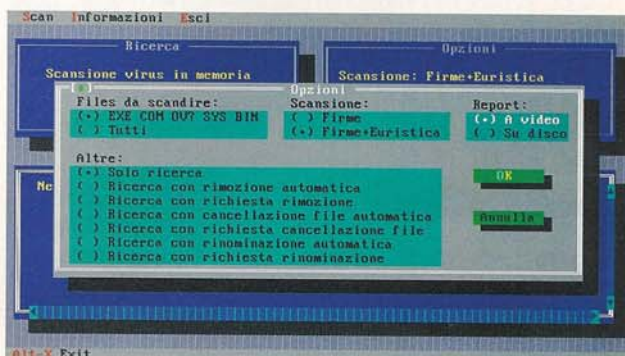 Scan Informazioni Esci
Ricerca
Opzioni
Scansione virus in memoria
Scansione: Firme+Euristica
Opzioni
Files da scandire:
(•) EXE COM OV? SYS BIN
( ) Tutti
Scansione:
( ) Firme
(•) Firme+Euristica
Report:
(•) A video
( ) Su disco
Altre:
(•) Solo ricerca
( ) Ricerca con rimozione automatica
( ) Ricerca con richiesta rimozione
( ) Ricerca con cancellazione file automatica
( ) Ricerca con richiesta cancellazione file
( ) Ricerca con rinominazione automatica
( ) Ricerca con richiesta rinominazione
OK
Annulla
Ne
Alt-X Exit